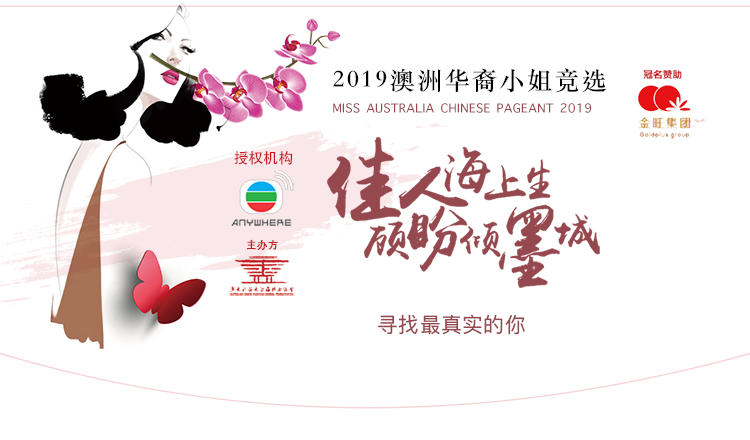 2019澳洲华裔小姐竞选
MISS AUSTRALIA CHINESE PAGEANT 2019
冠名赞助
金旺集团
Goldplus group
授权机构
ANYWHERE
主办方
佳人海上生
顾盼倾墨城
寻找最真实的你